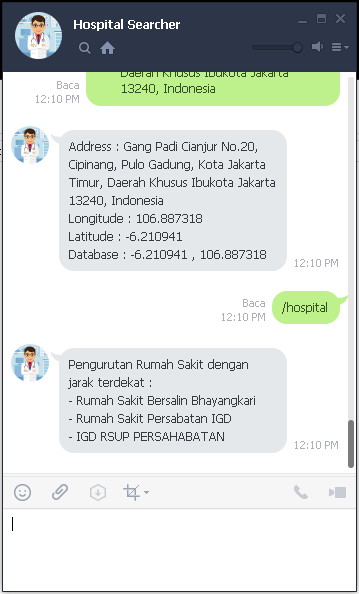 Hospital Searcher
Daerah Khusus Ibukota Jakarta
13240, Indonesia
Baca
12:10 PM
Address : Gang Padi Cianjur No.20,
Cipinang, Pulo Gadung, Kota Jakarta
Timur, Daerah Khusus Ibukota Jakarta
13240, Indonesia
Longitude : 106.887318
Latitude : -6.210941
Database : -6.210941 , 106.887318
12:10 PM
Baca
12:10 PM
/hospital
Pengurutan Rumah Sakit dengan
jarak terdekat :
- Rumah Sakit Bersalin Bhayangkari
- Rumah Sakit Persabatan IGD
- IGD RSUP PERSAHABATAN
12:10 PM